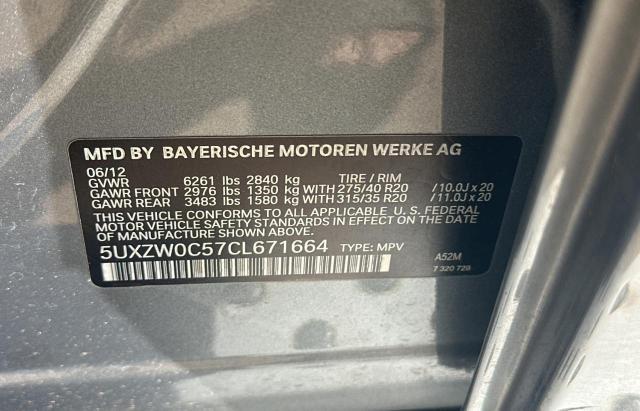 MFD BY BAYERISCHE MOTOREN WERKE AG
06/12
GVWR 6261 lbs 2840 kg TIRE / RIM
GAWR FRONT 2976 lbs 1350 kg WITH 275/40 R20 /10.0J x 20
GAWR REAR 3483 lbs 1580 kg WITH 315/35 R20 /11.0J x 20
THIS VEHICLE CONFORMS TO ALL APPLICABLE U. S. FEDERAL
MOTOR VEHICLE SAFETY STANDARDS IN EFFECT ON THE DATE
OF MANUFACTURE SHOWN ABOVE.
5UXZW0C57CL671664 TYPE: MPV
A52M
7 320 729